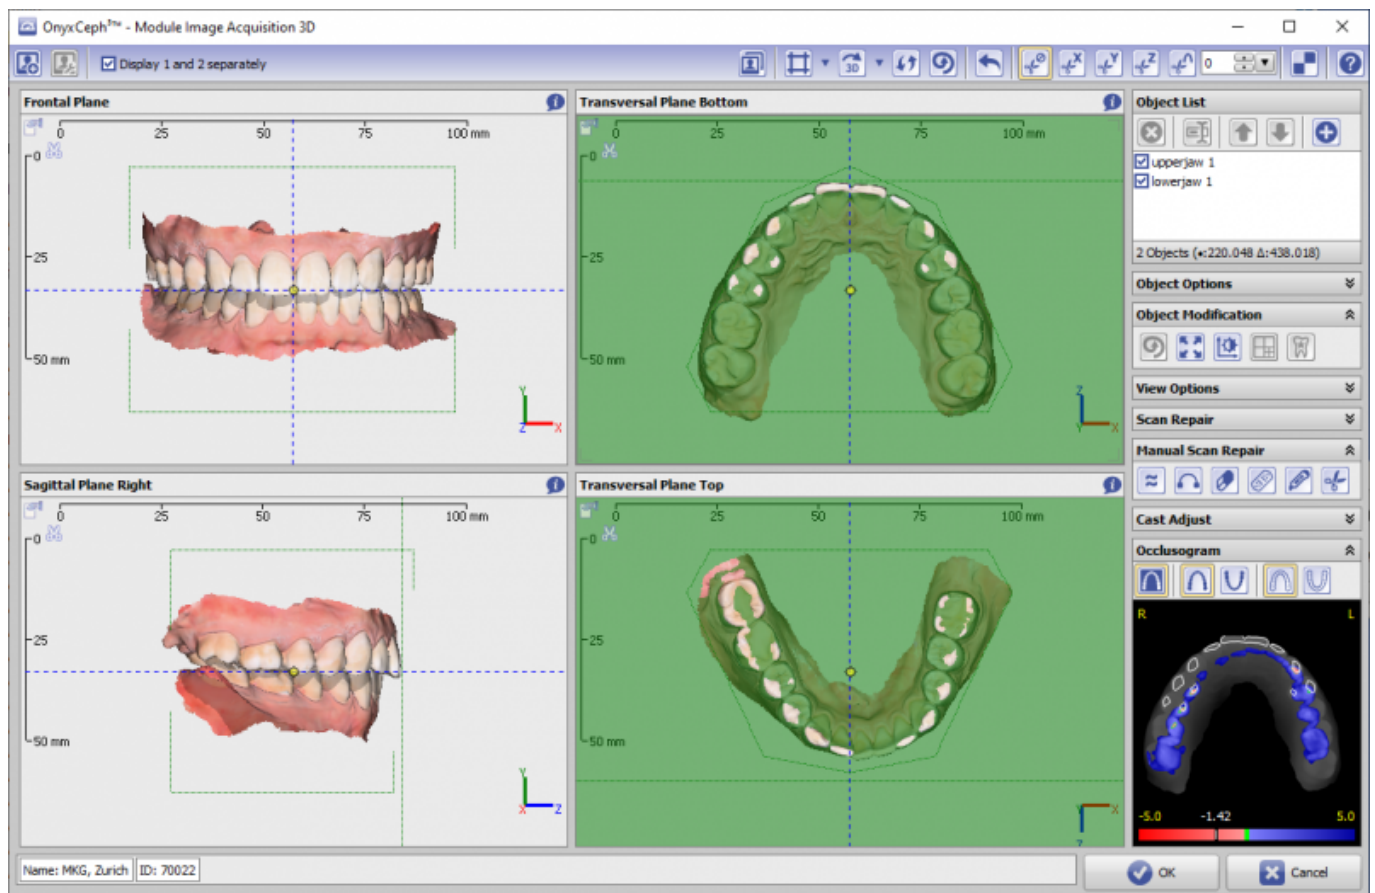 OnyxCeph³™ - Module Image Acquisition 3D
Display 1 and 2 separately
3D
X
Y
Z
0
?
Frontal Plane
0 25 50 75 100 mm
0
25
50 mm
Y
Z X
Transversal Plane Bottom
0 25 50 75 100 mm
0
50 mm
Z
Y X
Sagittal Plane Right
0 25 50 75 100 mm
0
25
50 mm
Y
X Z
Transversal Plane Top
0 25 50 75 100 mm
0
25
50 mm
Y X
Z
Object List
upperjaw 1
lowerjaw 1
2 Objects (•:220.048 Δ:438.018)
Object Options
Object Modification
View Options
Scan Repair
Manual Scan Repair
Cast Adjust
Occlusogram
R L
-5.0 -1.42 5.0
Name: MKG, Zurich ID: 70022
OK Cancel